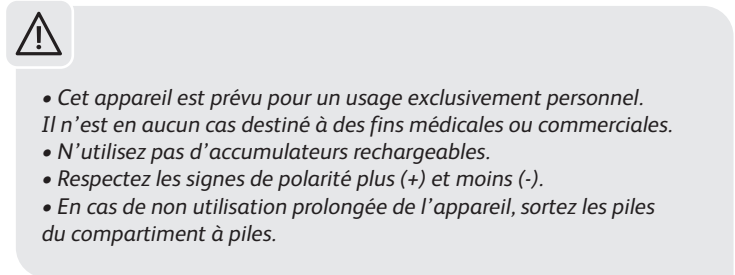 • Cet appareil est prévu pour un usage exclusivement personnel.
Il n’est en aucun cas destiné à des fins médicales ou commerciales.
• N’utilisez pas d’accumulateurs rechargeables.
• Respectez les signes de polarité plus (+) et moins (-).
• En cas de non utilisation prolongée de l’appareil, sortez les piles
du compartiment à piles.